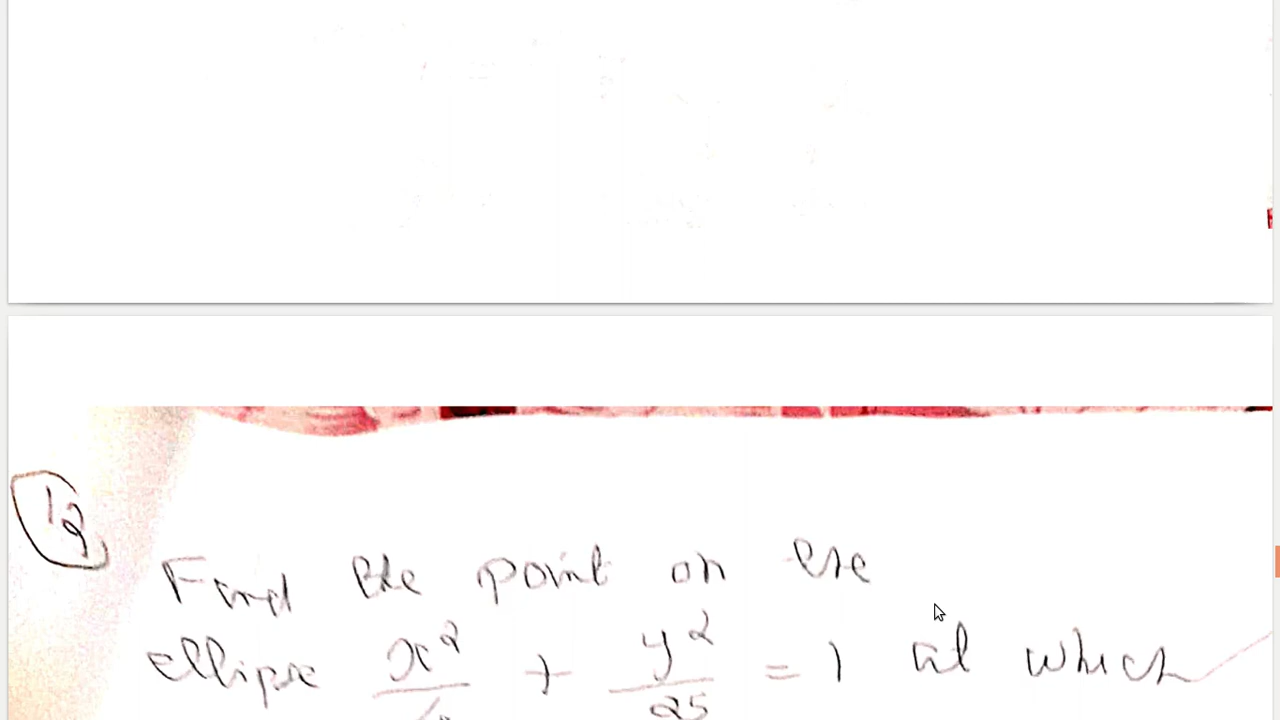 12
Find the point on the
ellipse x² + y²/25 = 1 at which